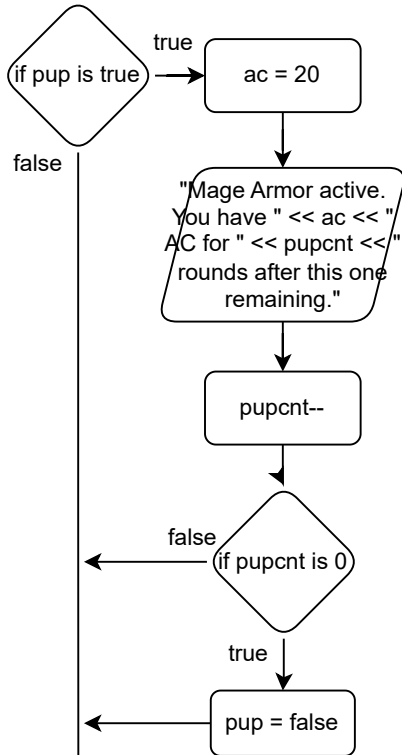 true
if pup is true
ac = 20
false
"Mage Armor active.
You have " << ac << "
AC for " << pupcnt << "
rounds after this one
remaining."
pupcnt--
false
if pupcnt is 0
true
pup = false